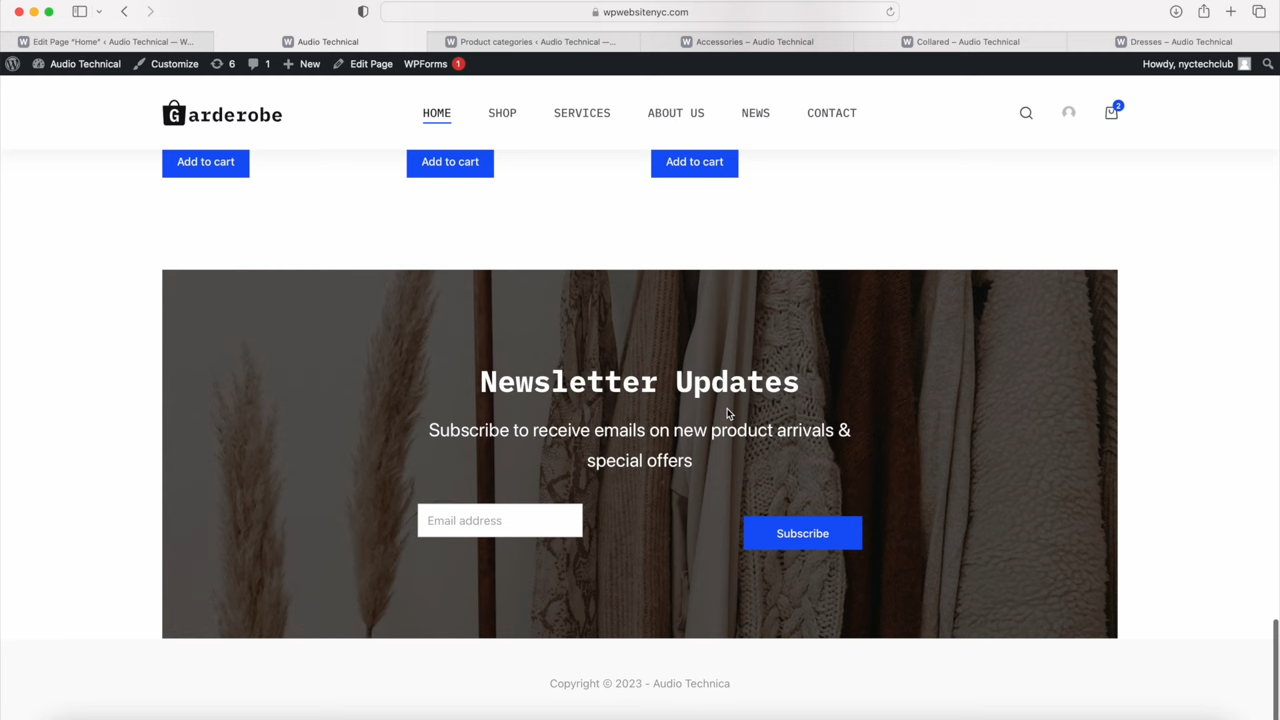 wpwebsitenyc.com
Edit Page “Home” ‹ Audio Technical — W...
Audio Technical
Product categories ‹ Audio Technical —...
Accessories – Audio Technical
Collared – Audio Technical
Dresses – Audio Technical
Audio Technical
Customize
6
1
New
Edit Page
WPForms
1
Howdy, nyctechclub
Garderobe
HOME
SHOP
SERVICES
ABOUT US
NEWS
CONTACT
2
Add to cart
Add to cart
Add to cart
Newsletter Updates
Subscribe to receive emails on new product arrivals &
special offers
Email address
Subscribe
Copyright © 2023 - Audio Technica